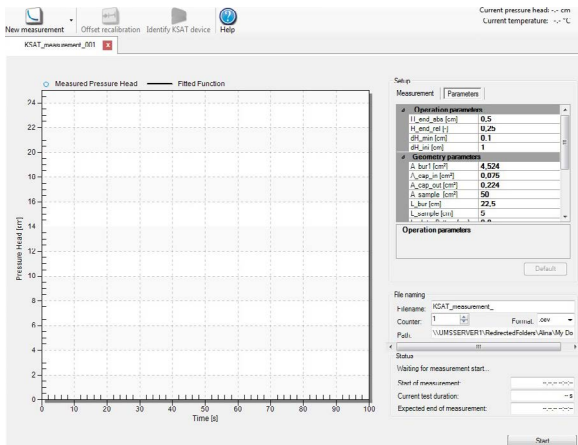 Current pressure head: -.- cm
Current temperature: -.- °C
New measurement
Offset recalibration
Identify KSAT device
Help
KSAT_measurement_001
x
Measured Pressure Head
Fitted Function
24
22
20
18
16
14
12
10
8
6
4
2
0
Pressure Head [cm]
0 10 20 30 40 50 60 70 80 90 100
Time [s]
Setup
Measurement
Parameters
Operation parameters
H_end_abs [cm] 0,5
H_end_rel [-] 0,25
dH_min [cm] 0.1
dH_ini [cm] 1
Geometry parameters
A_bur1 [cm²] 4,524
A_cap_in [cm²] 0,075
A_cap_out [cm²] 0,224
A_sample [cm²] 50
L_bur [cm] 22,5
L_sample [cm] 5
Operation parameters
Default
File naming
Filename: KSAT_measurement_
Counter: 1
Format: .csv
Path: \\UMSSERVER1\RedirectedFolders\Alina\My Do
Status
Waiting for measurement start...
Start of measurement: -.-.- -:-:-
Current test duration: - s
Expected end of measurement: -.-.- -:-:-
Start